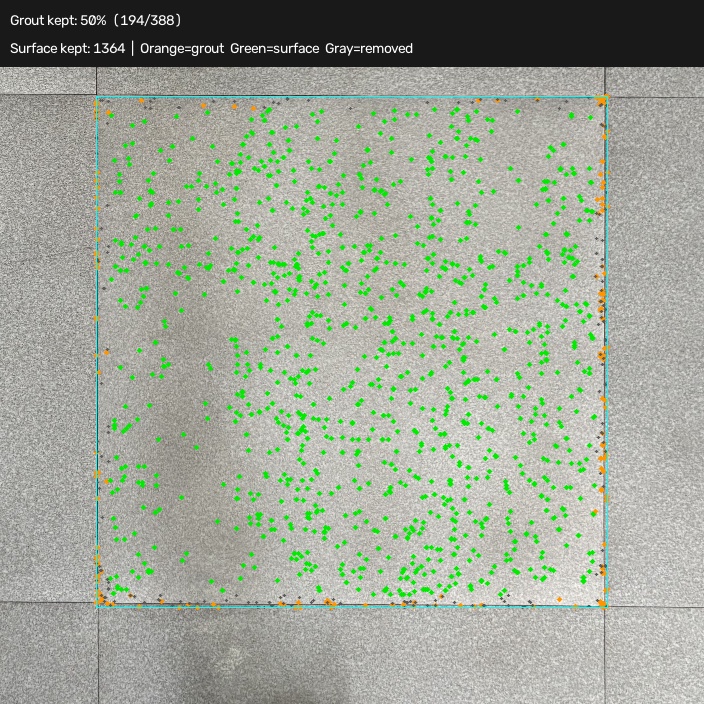 Grout kept: 50% (194/388)
Surface kept: 1364 | Orange=grout Green=surface Gray=removed